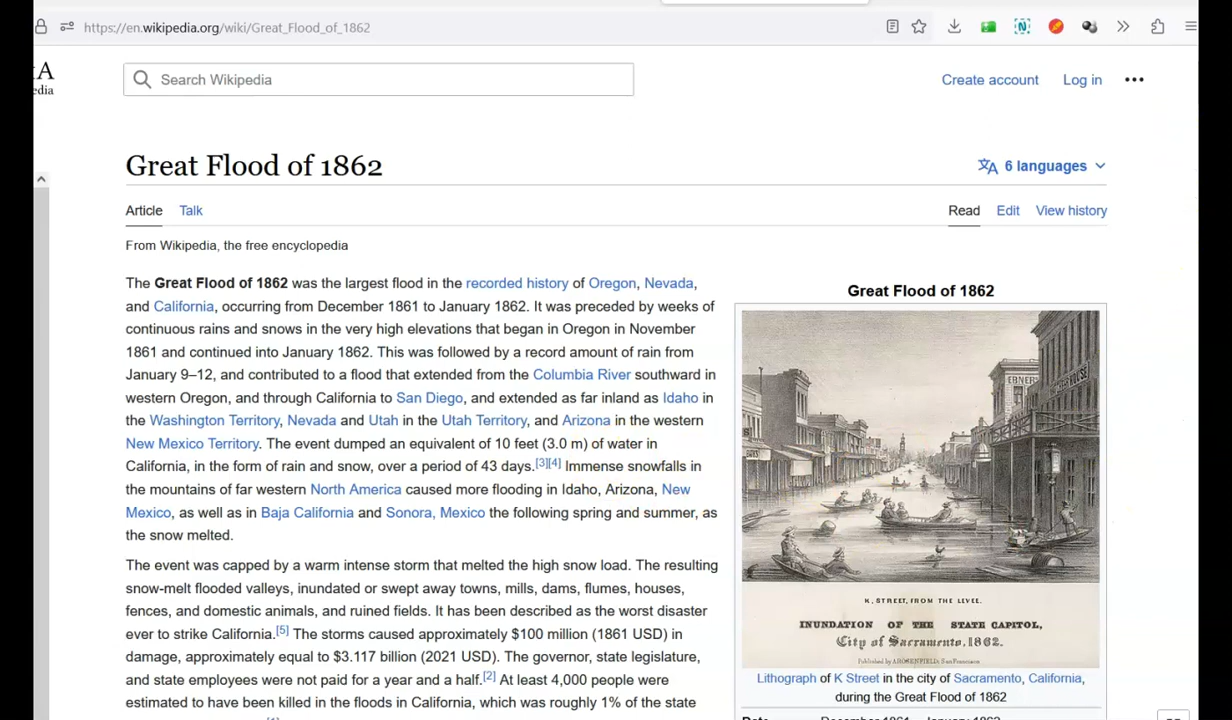 https://en.wikipedia.org/wiki/Great_Flood_of_1862
A
edia
Search Wikipedia
Create account
Log in
Great Flood of 1862
6 languages
Article
Talk
Read
Edit
View history
From Wikipedia, the free encyclopedia
The Great Flood of 1862 was the largest flood in the recorded history of Oregon, Nevada,
and California, occurring from December 1861 to January 1862. It was preceded by weeks of
continuous rains and snows in the very high elevations that began in Oregon in November
1861 and continued into January 1862. This was followed by a record amount of rain from
January 9–12, and contributed to a flood that extended from the Columbia River southward in
western Oregon, and through California to San Diego, and extended as far inland as Idaho in
the Washington Territory, Nevada and Utah in the Utah Territory, and Arizona in the western
New Mexico Territory. The event dumped an equivalent of 10 feet (3.0 m) of water in
California, in the form of rain and snow, over a period of 43 days.[3][4] Immense snowfalls in
the mountains of far western North America caused more flooding in Idaho, Arizona, New
Mexico, as well as in Baja California and Sonora, Mexico the following spring and summer, as
the snow melted.
The event was capped by a warm intense storm that melted the high snow load. The resulting
snow-melt flooded valleys, inundated or swept away towns, mills, dams, flumes, houses,
fences, and domestic animals, and ruined fields. It has been described as the worst disaster
ever to strike California.[5] The storms caused approximately $100 million (1861 USD) in
damage, approximately equal to $3.117 billion (2021 USD). The governor, state legislature,
and state employees were not paid for a year and a half.[2] At least 4,000 people were
estimated to have been killed in the floods in California, which was roughly 1% of the state
Great Flood of 1862
K, STREET, FROM THE LEVEE.
INUNDATION OF THE STATE CAPITOL,
City of Sacramento, 1862.
Published by A.ROSENFIELD, San Francisco
Lithograph of K Street in the city of Sacramento, California,
during the Great Flood of 1862